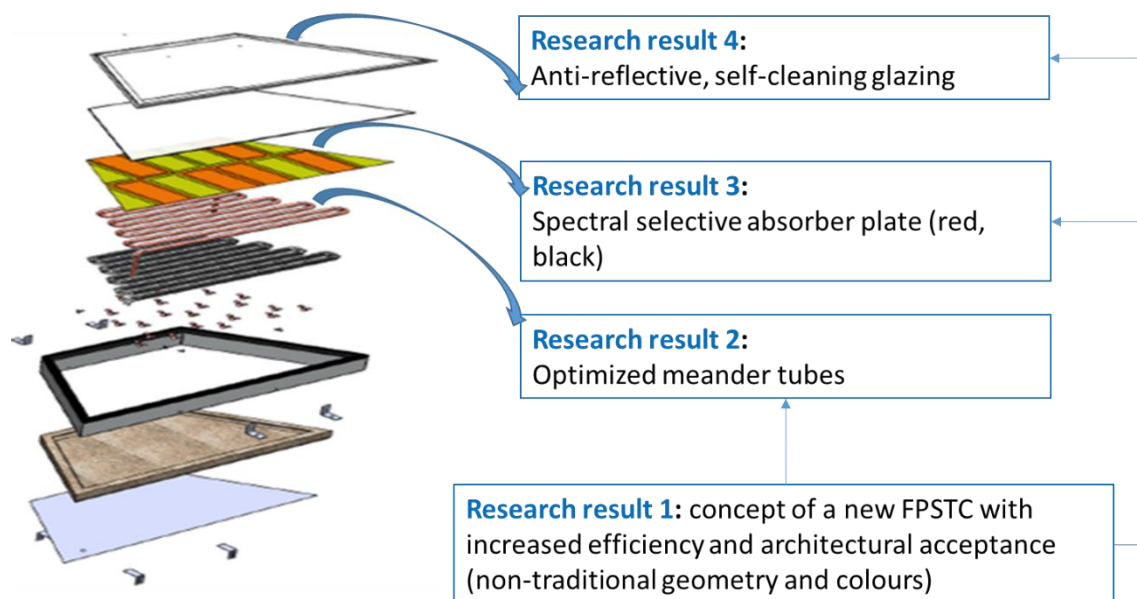 Research result 4:
Anti-reflective, self-cleaning glazing
Research result 3:
Spectral selective absorber plate (red,
black)
Research result 2:
Optimized meander tubes
Research result 1: concept of a new FPSTC with
increased efficiency and architectural acceptance
(non-traditional geometry and colours)